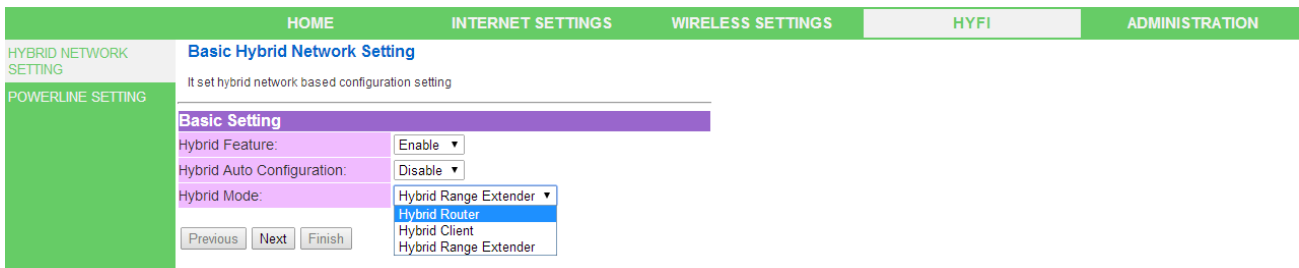 HOME INTERNET SETTINGS WIRELESS SETTINGS HYFI ADMINISTRATION
HYBRID NETWORK
SETTING
POWERLINE SETTING
Basic Hybrid Network Setting
It set hybrid network based configuration setting
Basic Setting
Hybrid Feature: Enable
Hybrid Auto Configuration: Disable
Hybrid Mode: Hybrid Range Extender
Hybrid Router
Hybrid Client
Hybrid Range Extender
Previous Next Finish